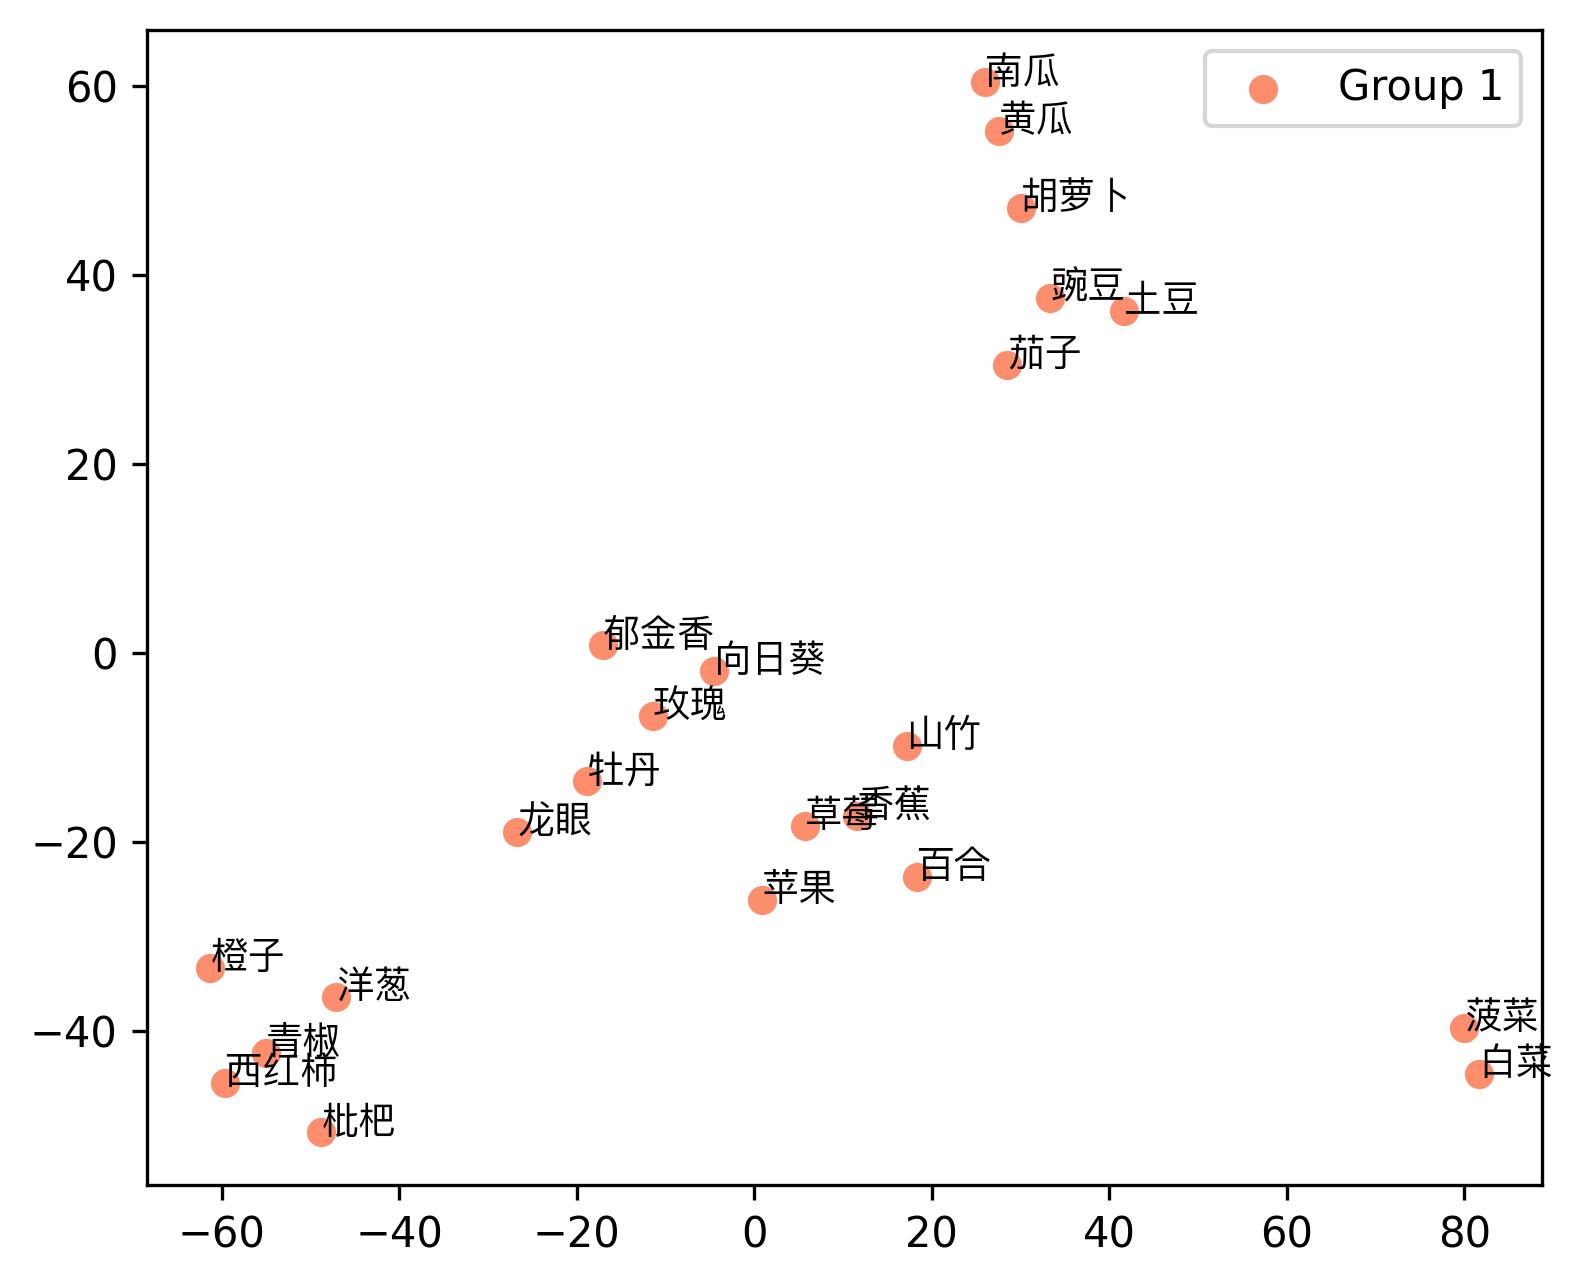 Group 1
南瓜
黄瓜
胡萝卜
豌豆
土豆
茄子
郁金香
向日葵
玫瑰
山竹
牡丹
香蕉
草莓
龙眼
百合
苹果
橙子
洋葱
菠菜
青椒
白菜
西红柿
枇杷
60
40
20
0
−20
−40
−60
−40
−20
0
20
40
60
80